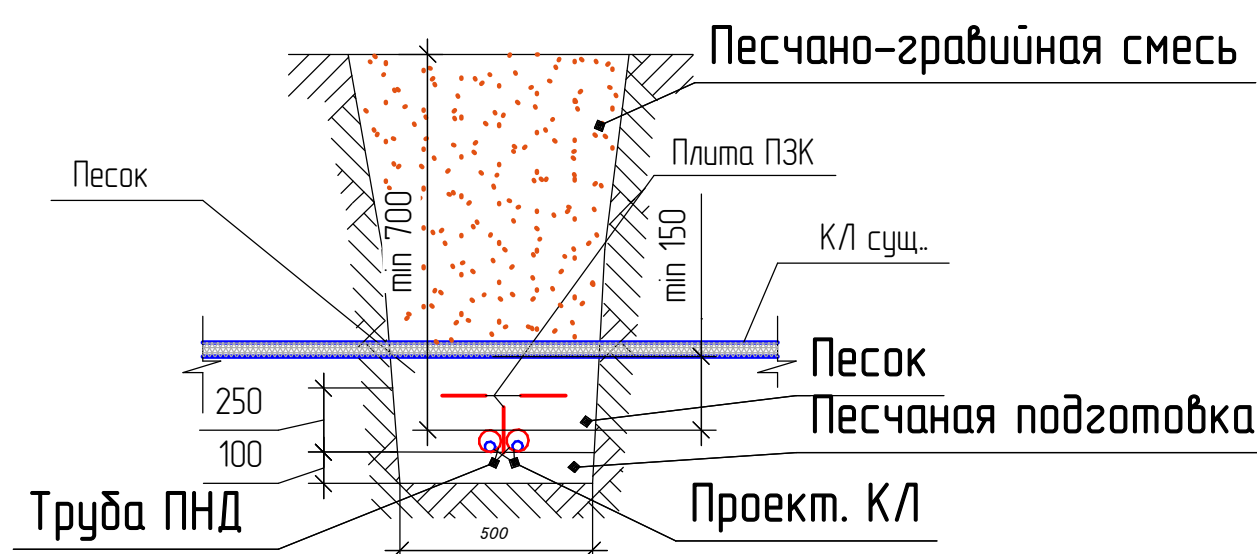 Песчано-гравийная смесь
Плита ПЗК
Песок
min 700
min 150
КЛ сущ..
Песок
250
Песчаная подготовка
100
Труба ПНД
Проект. КЛ
500